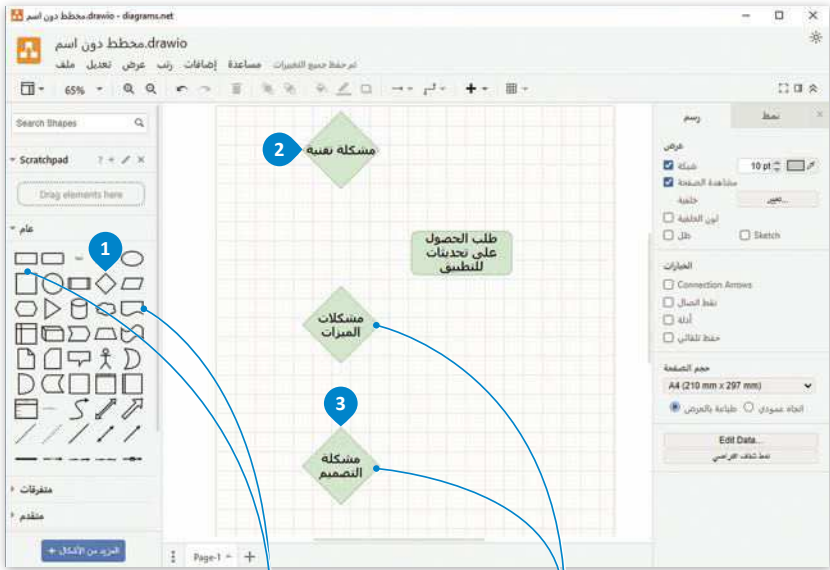 مخطط دون اسم.drawio - diagrams.net
مخطط دون اسم.drawio
ملف تعديل عرض رتب إضافات مساعدة تم حفظ جميع التغييرات
65%
Search Shapes
Scratchpad
Drag elements here
عام
1
متفرقات
متقدم
المزيد من الأشكال +
2
مشكلة تقنية
طلب الحصول
على تحديثات
للتطبيق
مشكلات
الميزات
3
مشكلة
التصميم
Page-1
رسم
نمط
عرض
شبكة
10 pt
مشاهدة الصفحة
خلفية
تغيير...
لون الخلفية
ظل
Sketch
الخيارات
Connection Arrows
نقط اتصال
أدلة
حفظ تلقائي
حجم الصفحة
A4 (210 mm x 297 mm)
طباعة بالعرض
اتجاه عمودي
Edit Data...